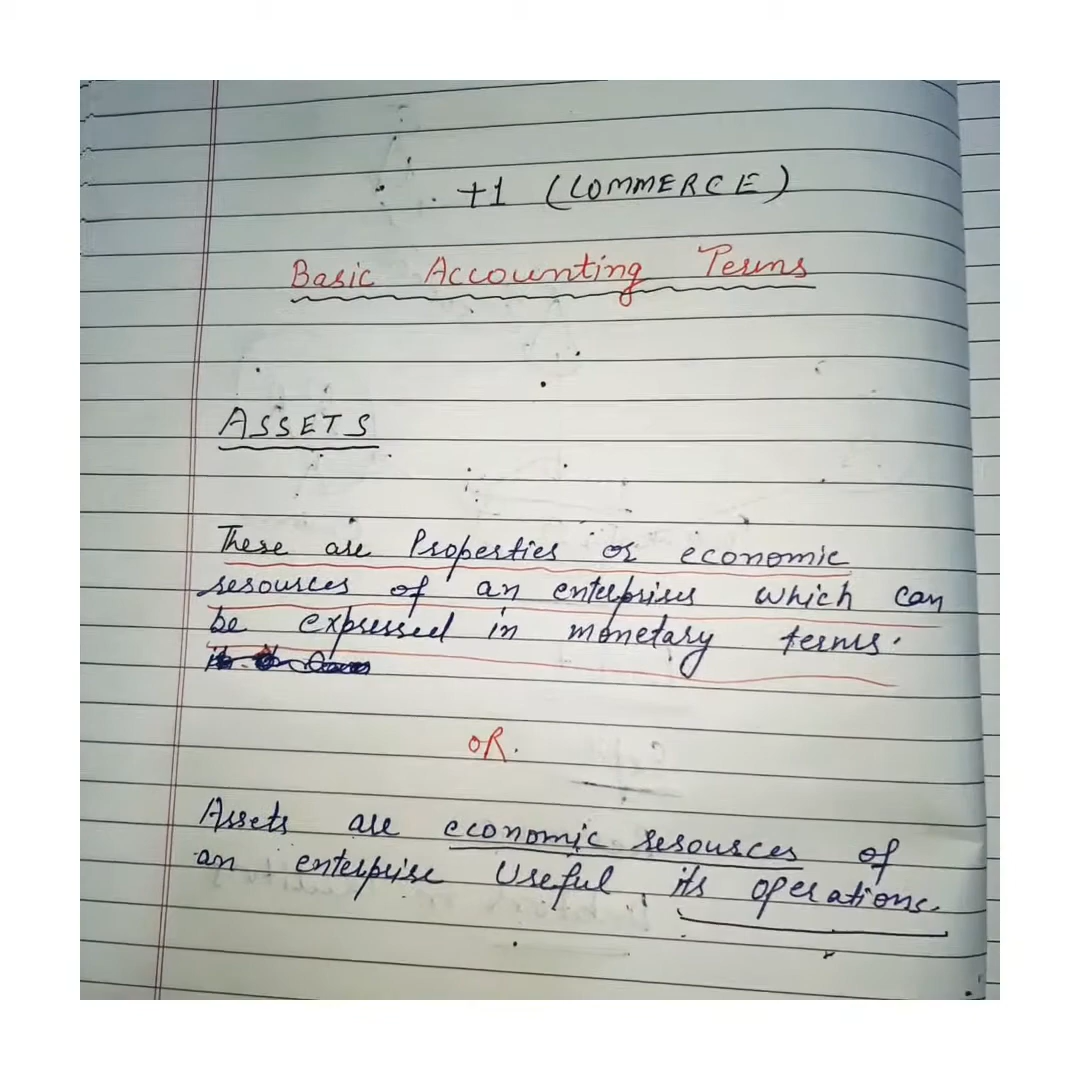 +1 (COMMERCE)
Basic Accounting Terms
ASSETS
These are Properties or economic
resources of an enterprises which can
be expressed in monetary terms.
OR.
Assets are economic resources of
an enterprise Useful its operations.